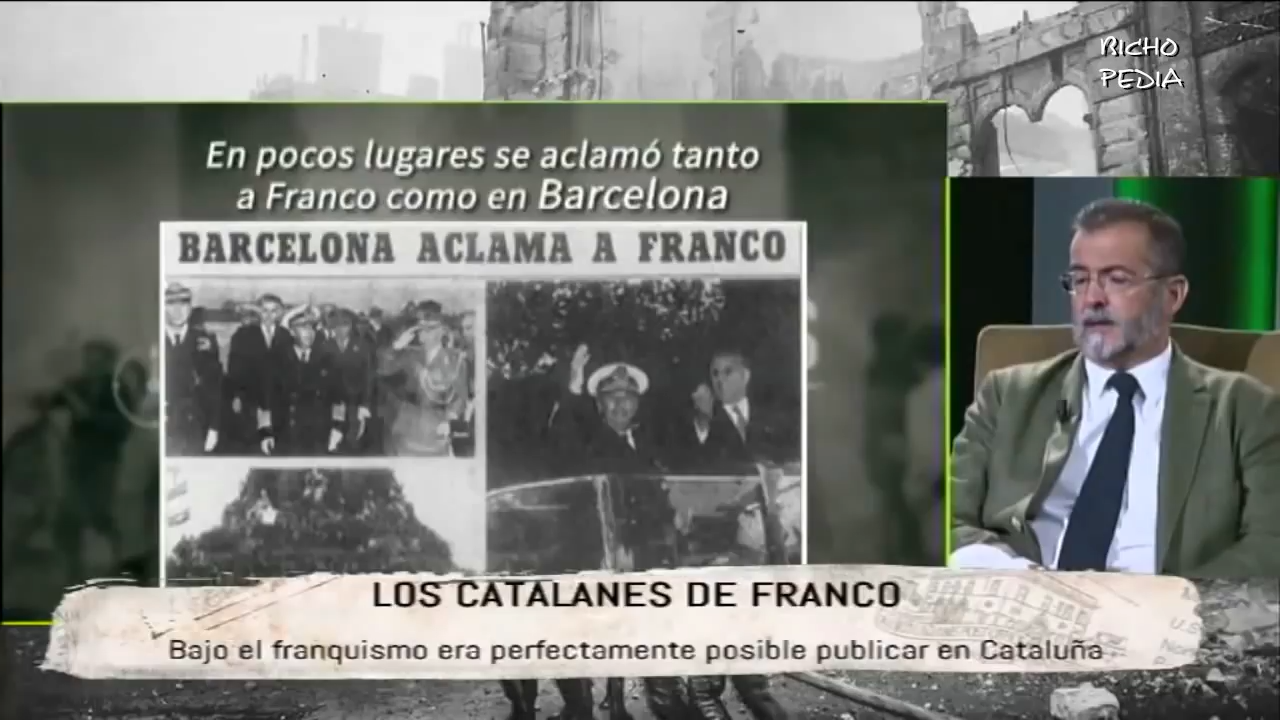 BICHO
PEDIA
En pocos lugares se aclamó tanto
a Franco como en Barcelona
BARCELONA ACLAMA A FRANCO
LOS CATALANES DE FRANCO
Bajo el franquismo era perfectamente posible publicar en Cataluña